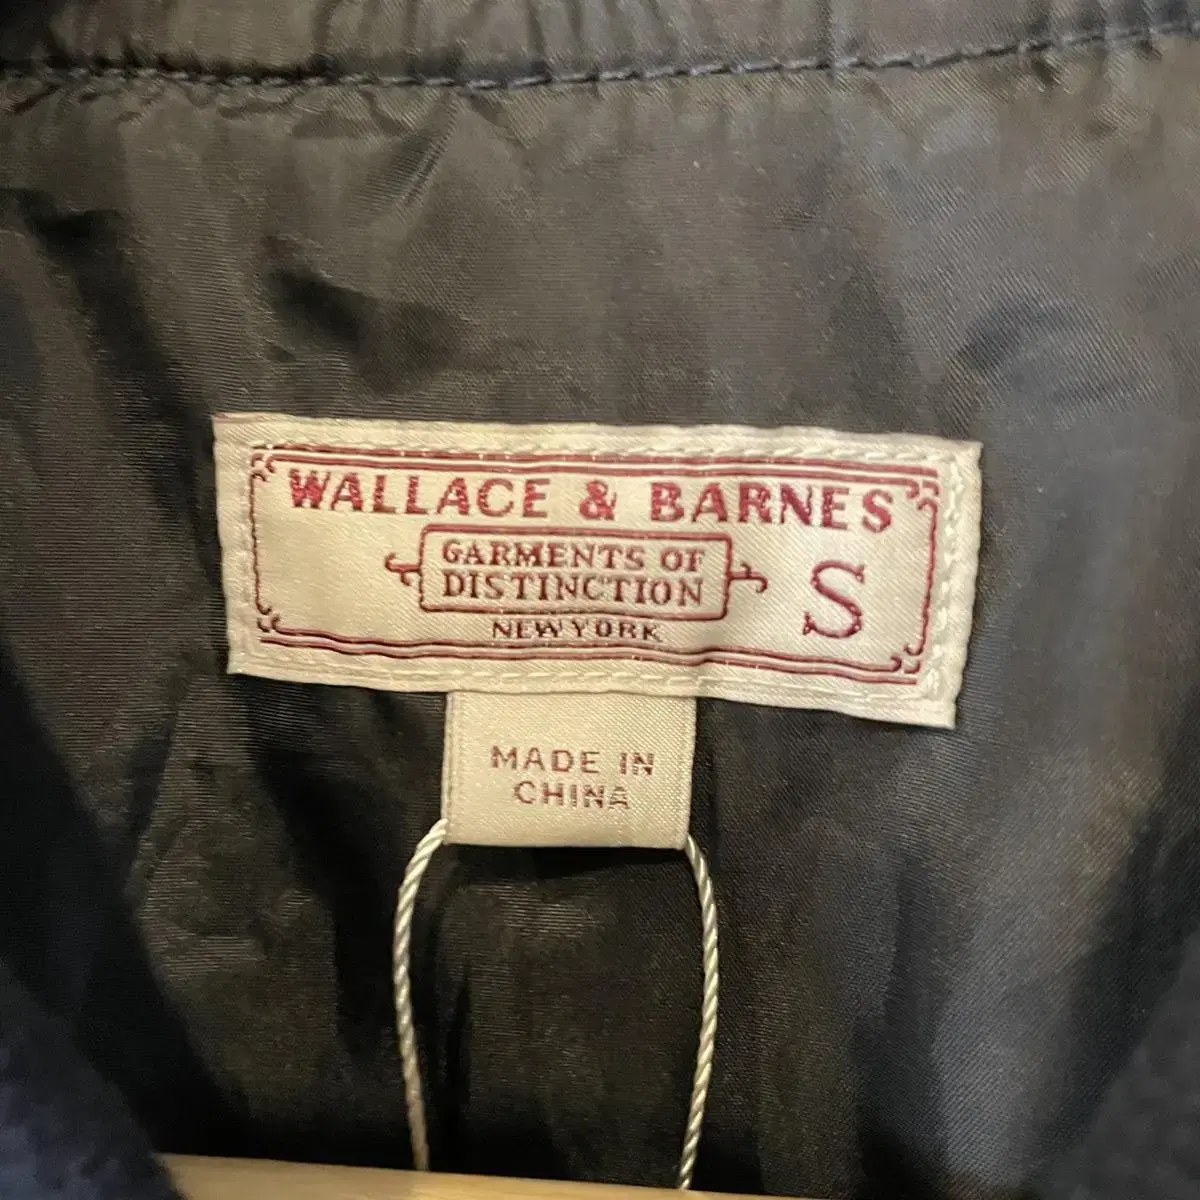 WALLACE & BARNES
GARMENTS OF
DISTINCTION
NEW YORK
S
MADE IN
CHINA